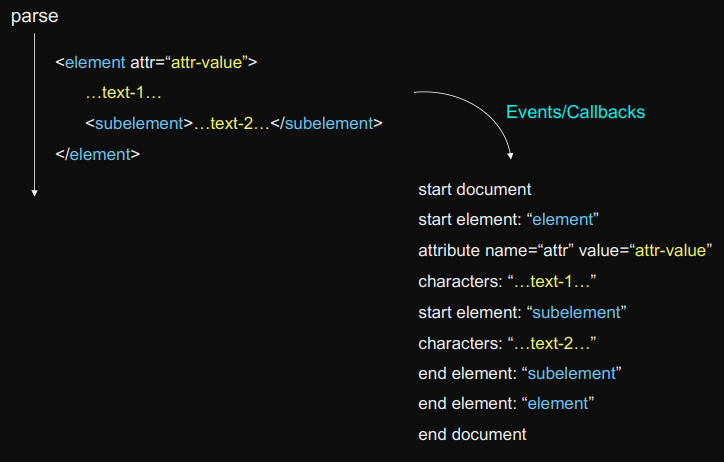 parse
<element attr=“attr-value”>
…text-1…
<subelement>…text-2…</subelement>
</element>
Events/Callbacks
start document
start element: “element”
attribute name=“attr” value=“attr-value”
characters: “…text-1…”
start element: “subelement”
characters: “…text-2…”
end element: “subelement”
end element: “element”
end document